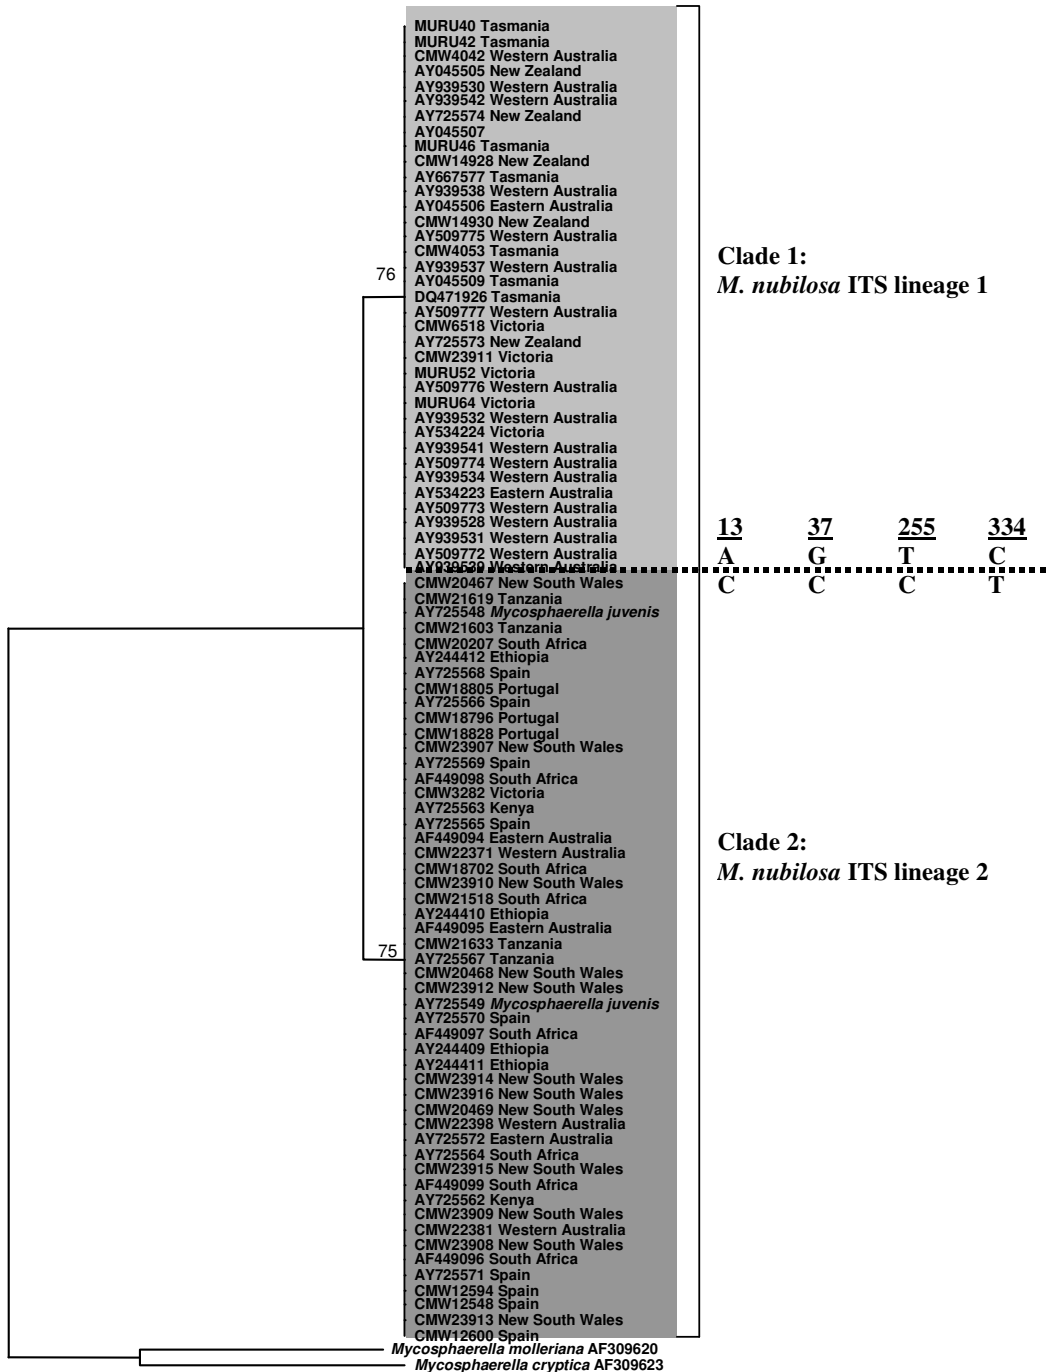 MURU40 Tasmania
MURU42 Tasmania
CMW4042 Western Australia
AY045505 New Zealand
AY939530 Western Australia
AY939542 Western Australia
AY725574 New Zealand
AY045507
MURU46 Tasmania
CMW14928 New Zealand
AY667577 Tasmania
AY939538 Western Australia
AY045506 Eastern Australia
CMW14930 New Zealand
AY509775 Western Australia
CMW4053 Tasmania
AY939537 Western Australia
AY045509 Tasmania
DQ471926 Tasmania
AY509777 Western Australia
CMW6518 Victoria
AY725573 New Zealand
CMW23911 Victoria
MURU52 Victoria
AY509776 Western Australia
MURU64 Victoria
AY939532 Western Australia
AY534224 Victoria
AY939541 Western Australia
AY509774 Western Australia
AY939534 Western Australia
AY534223 Eastern Australia
AY509773 Western Australia
AY939528 Western Australia
AY939531 Western Australia
AY509772 Western Australia
AY939539 Western Australia
76
Clade 1:
M. nubilosa ITS lineage 1
13 37 255 334
A G T C
C C C T
CMW20467 New South Wales
CMW21619 Tanzania
AY725548 Mycosphaerella juvenis
CMW21603 Tanzania
CMW20207 South Africa
AY244412 Ethiopia
AY725568 Spain
CMW18805 Portugal
AY725566 Spain
CMW18796 Portugal
CMW18828 Portugal
CMW23907 New South Wales
AY725569 Spain
AF449098 South Africa
CMW3282 Victoria
AY725563 Kenya
AY725565 Spain
AF449094 Eastern Australia
CMW22371 Western Australia
CMW18702 South Africa
CMW23910 New South Wales
CMW21518 South Africa
AY244410 Ethiopia
AF449095 Eastern Australia
CMW21633 Tanzania
AY725567 Tanzania
CMW20468 New South Wales
CMW23912 New South Wales
AY725549 Mycosphaerella juvenis
AY725570 Spain
AF449097 South Africa
AY244409 Ethiopia
AY244411 Ethiopia
CMW23914 New South Wales
CMW23916 New South Wales
CMW20469 New South Wales
CMW22398 Western Australia
AY725572 Eastern Australia
AY725564 South Africa
CMW23915 New South Wales
AF449099 South Africa
AY725562 Kenya
CMW23909 New South Wales
CMW22381 Western Australia
CMW23908 New South Wales
AF449096 South Africa
AY725571 Spain
CMW12594 Spain
CMW12548 Spain
CMW23913 New South Wales
CMW12600 Spain
75
Clade 2:
M. nubilosa ITS lineage 2
Mycosphaerella molleriana AF309620
Mycosphaerella cryptica AF309623